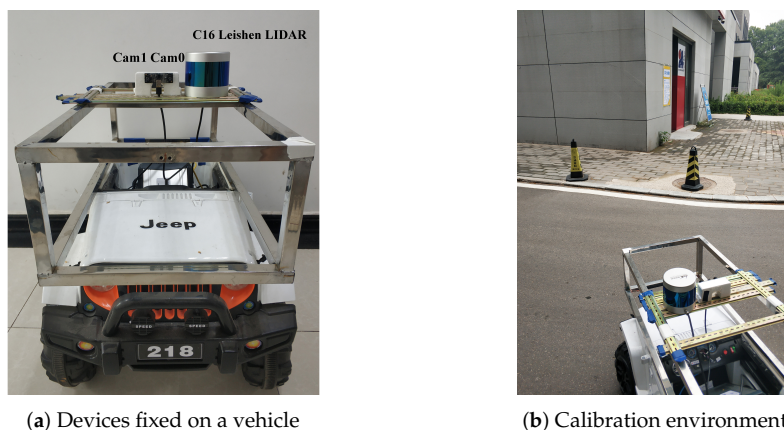 C16 Leishen LIDAR
Cam1 Cam0
Jeep
SPEED SPEED
218
(a) Devices fixed on a vehicle
(b) Calibration environment